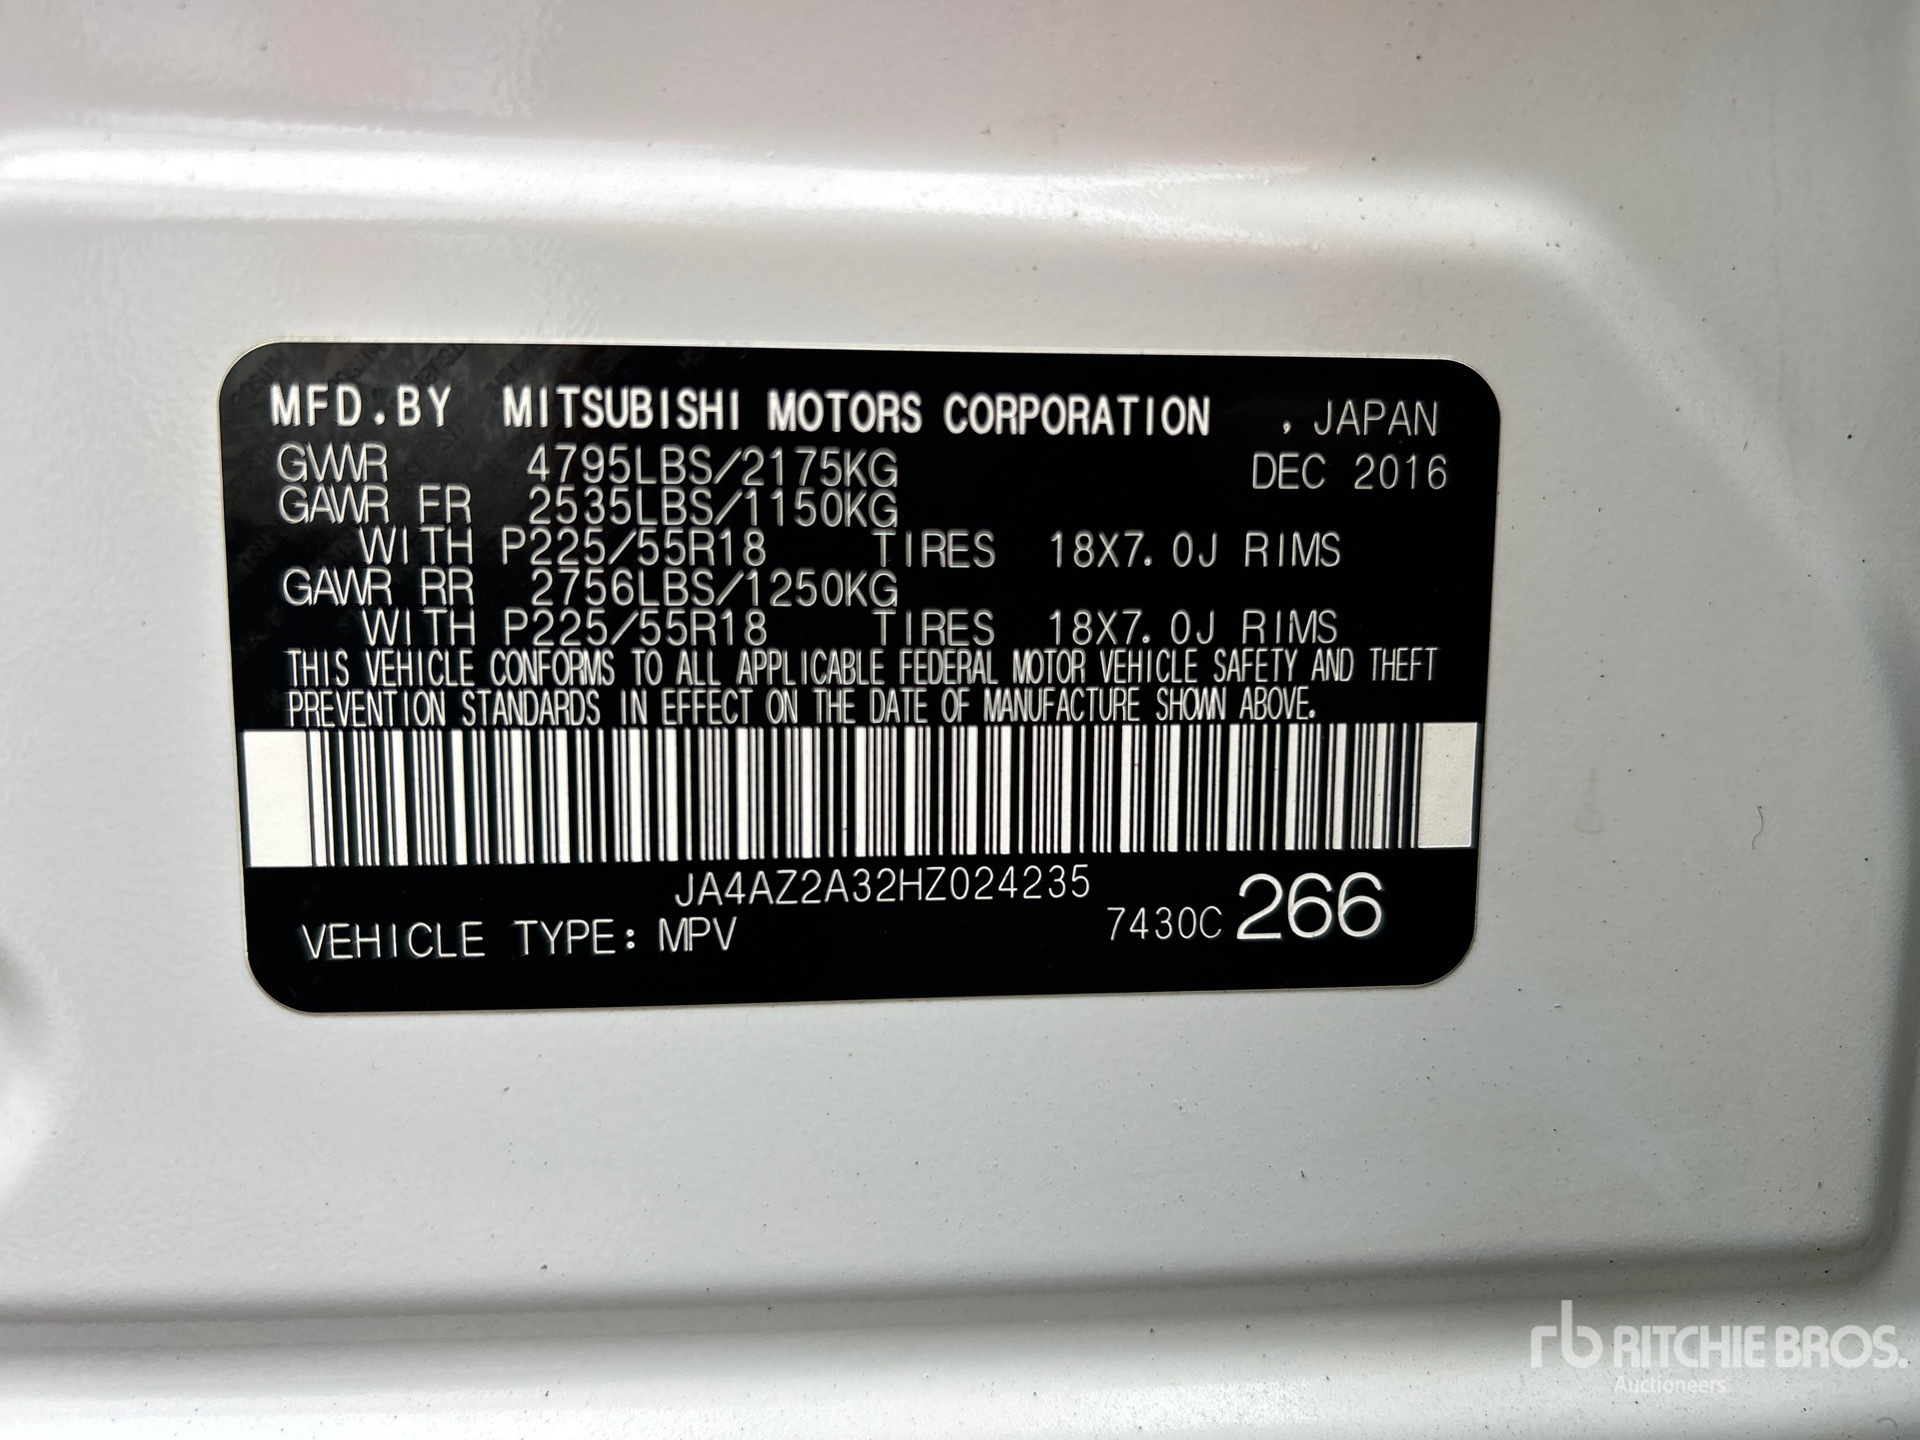 MFD.BY MITSUBISHI MOTORS CORPORATION , JAPAN
GVWR 4795LBS/2175KG DEC 2016
GAWR FR 2535LBS/1150KG
WITH P225/55R18 TIRES 18X7.0J RIMS
GAWR RR 2756LBS/1250KG
WITH P225/55R18 TIRES 18X7.0J RIMS
THIS VEHICLE CONFORMS TO ALL APPLICABLE FEDERAL MOTOR VEHICLE SAFETY AND THEFT
PREVENTION STANDARDS IN EFFECT ON THE DATE OF MANUFACTURE SHOWN ABOVE.
JA4AZ2A32HZ024235
VEHICLE TYPE: MPV 7430C 266
rb RITCHIE BROS.
Auctioneers